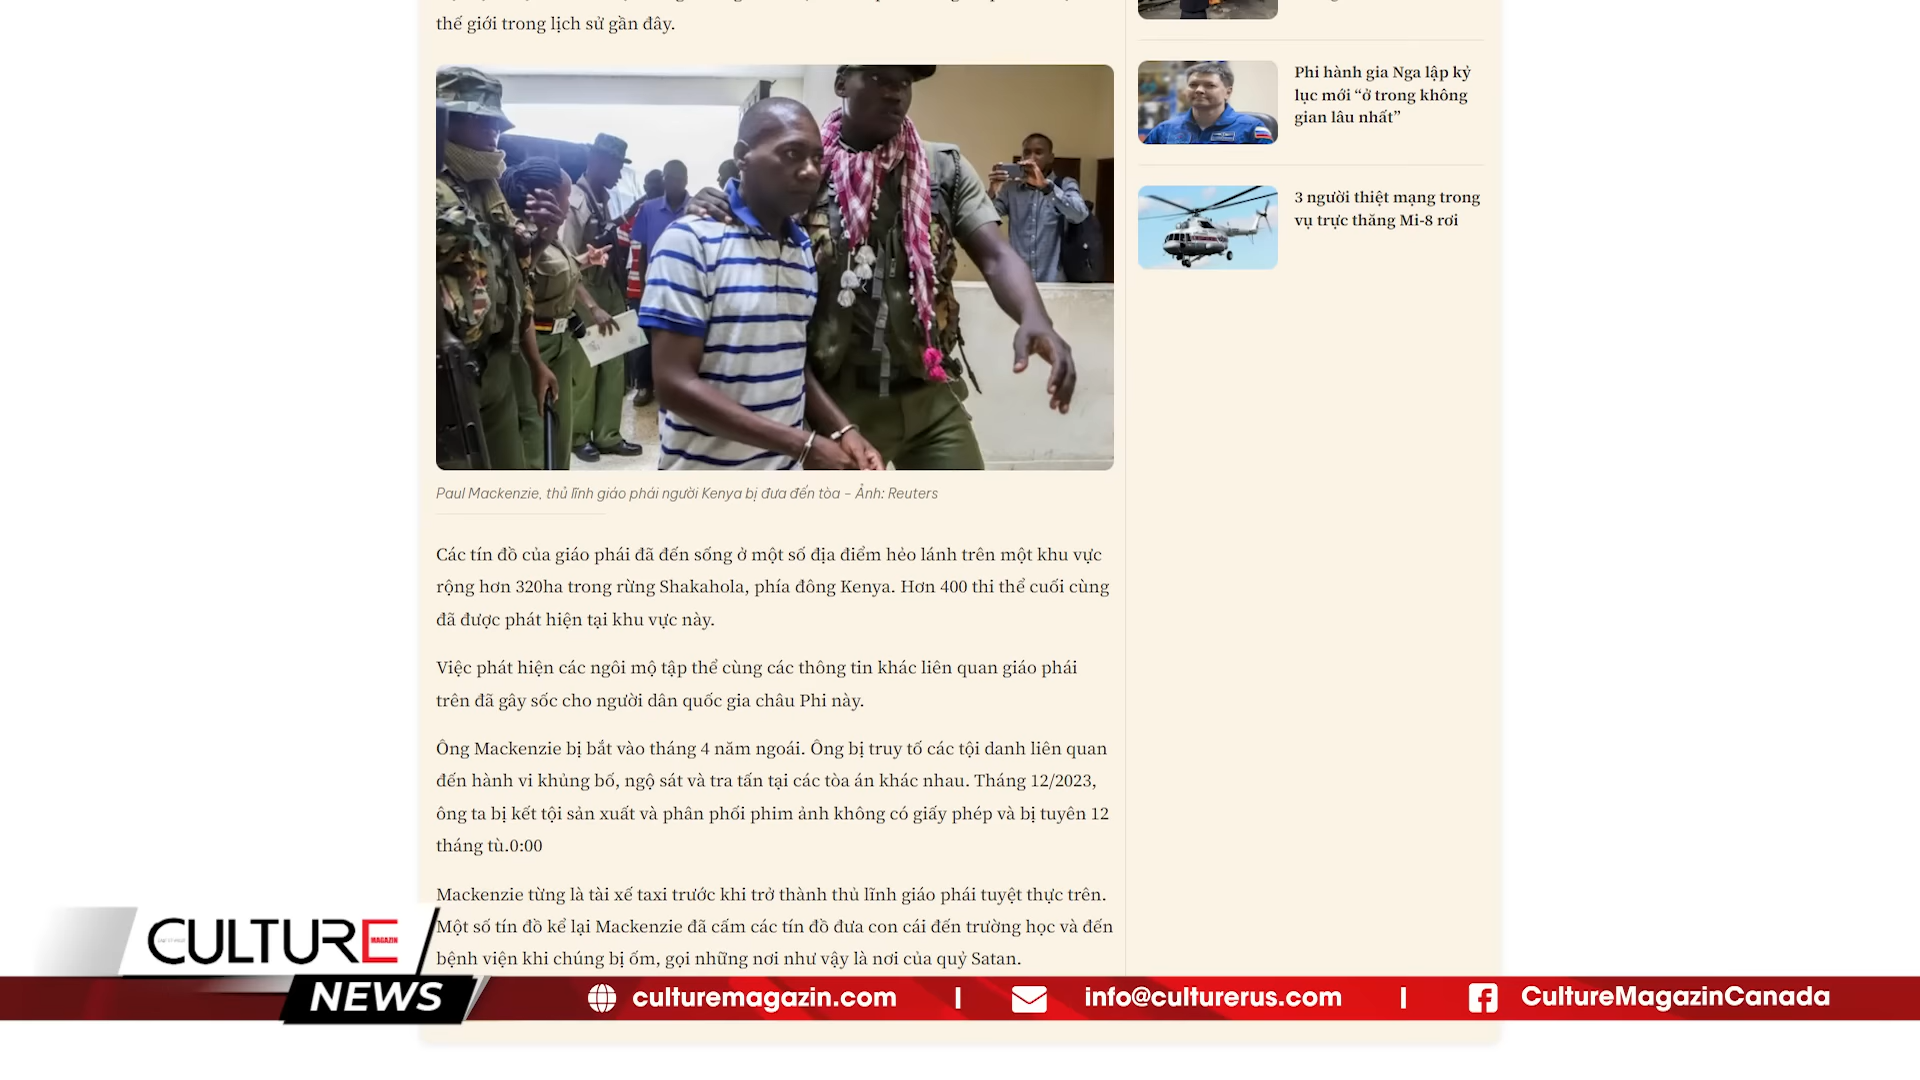 thế giới trong lịch sử gần đây.
Paul Mackenzie, thủ lĩnh giáo phái người Kenya bị đưa đến tòa – Ảnh: Reuters
Các tín đồ của giáo phái đã đến sống ở một số địa điểm hẻo lánh trên một khu vực
rộng hơn 320ha trong rừng Shakahola, phía đông Kenya. Hơn 400 thi thể cuối cùng
đã được phát hiện tại khu vực này.
Việc phát hiện các ngôi mộ tập thể cùng các thông tin khác liên quan giáo phái
trên đã gây sốc cho người dân quốc gia châu Phi này.
Ông Mackenzie bị bắt vào tháng 4 năm ngoái. Ông bị truy tố các tội danh liên quan
đến hành vi khủng bố, ngộ sát và tra tấn tại các tòa án khác nhau. Tháng 12/2023,
ông ta bị kết tội sản xuất và phân phối phim ảnh không có giấy phép và bị tuyên 12
tháng tù.0:00
Mackenzie từng là tài xế taxi trước khi trở thành thủ lĩnh giáo phái tuyệt thực trên.
Một số tín đồ kể lại Mackenzie đã cấm các tín đồ đưa con cái đến trường học và đến
bệnh viện khi chúng bị ốm, gọi những nơi như vậy là nơi của quỷ Satan.
Phi hành gia Nga lập kỷ
lục mới “ở trong không
gian lâu nhất”
3 người thiệt mạng trong
vụ trực thăng Mi-8 rơi
CULTURE
MAGAZIN
NEWS
culturemagazin.com | info@culturerus.com | CultureMagazinCanada